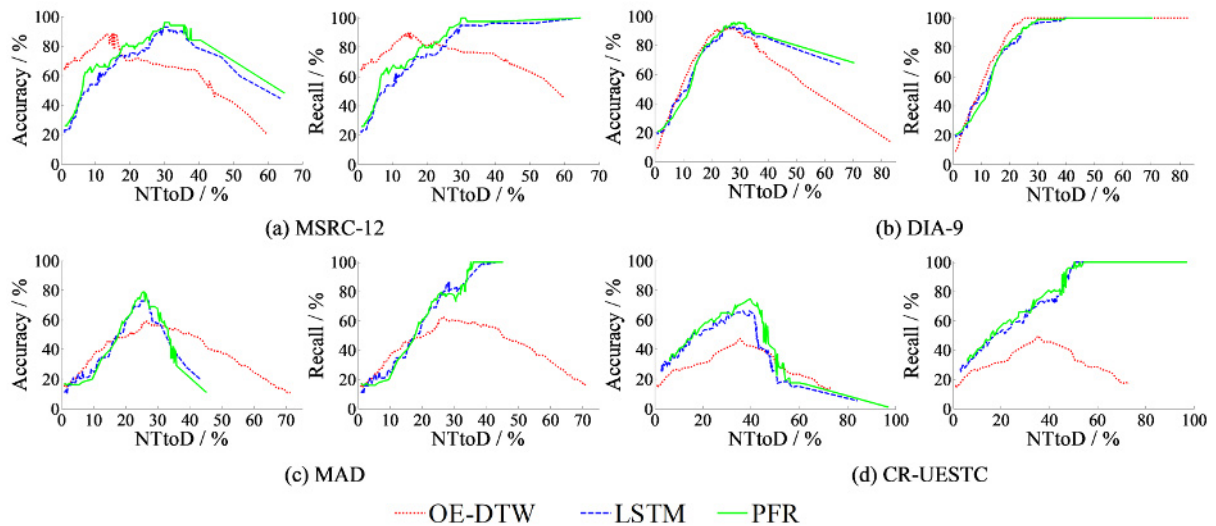 Accuracy / %
100
80
60
40
20
0
0 10 20 30 40 50 60 70
NTtoD / %
Recall / %
100
80
60
40
20
0
0 10 20 30 40 50 60 70
NTtoD / %
(a) MSRC-12
Accuracy / %
100
80
60
40
20
0
0 10 20 30 40 50 60 70 80
NTtoD / %
Recall / %
100
80
60
40
20
0
0 10 20 30 40 50 60 70 80
NTtoD / %
(b) DIA-9
Accuracy / %
100
80
60
40
20
0
0 10 20 30 40 50 60 70
NTtoD / %
Recall / %
100
80
60
40
20
0
0 10 20 30 40 50 60 70
NTtoD / %
(c) MAD
Accuracy / %
100
80
60
40
20
0
0 20 40 60 80 100
NTtoD / %
Recall / %
100
80
60
40
20
0
0 20 40 60 80 100
NTtoD / %
(d) CR-UESTC
OE-DTW LSTM PFR